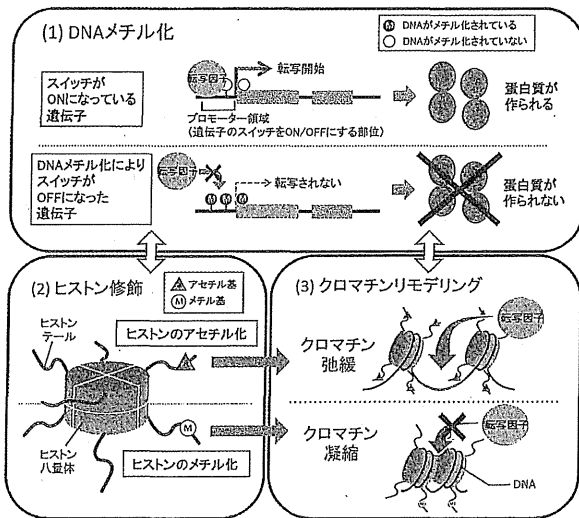 (1) DNAメチル化
M DNAがメチル化されている
DNAがメチル化されていない
スイッチが
ONになっている
遺伝子
転写因子
転写開始
プロモーター領域
(遺伝子のスイッチをON/OFFにする部位)
蛋白質が
作られる
DNAメチル化により
スイッチが
OFFになった
遺伝子
転写因子
転写されない
M M M
蛋白質が
作られない
(2) ヒストン修飾
アセチル基
M メチル基
ヒストン
テール
ヒストンのアセチル化
M
ヒストン
八量体
ヒストンのメチル化
(3) クロマチンリモデリング
クロマチン
弛緩
転写因子
クロマチン
凝縮
転写因子
DNA